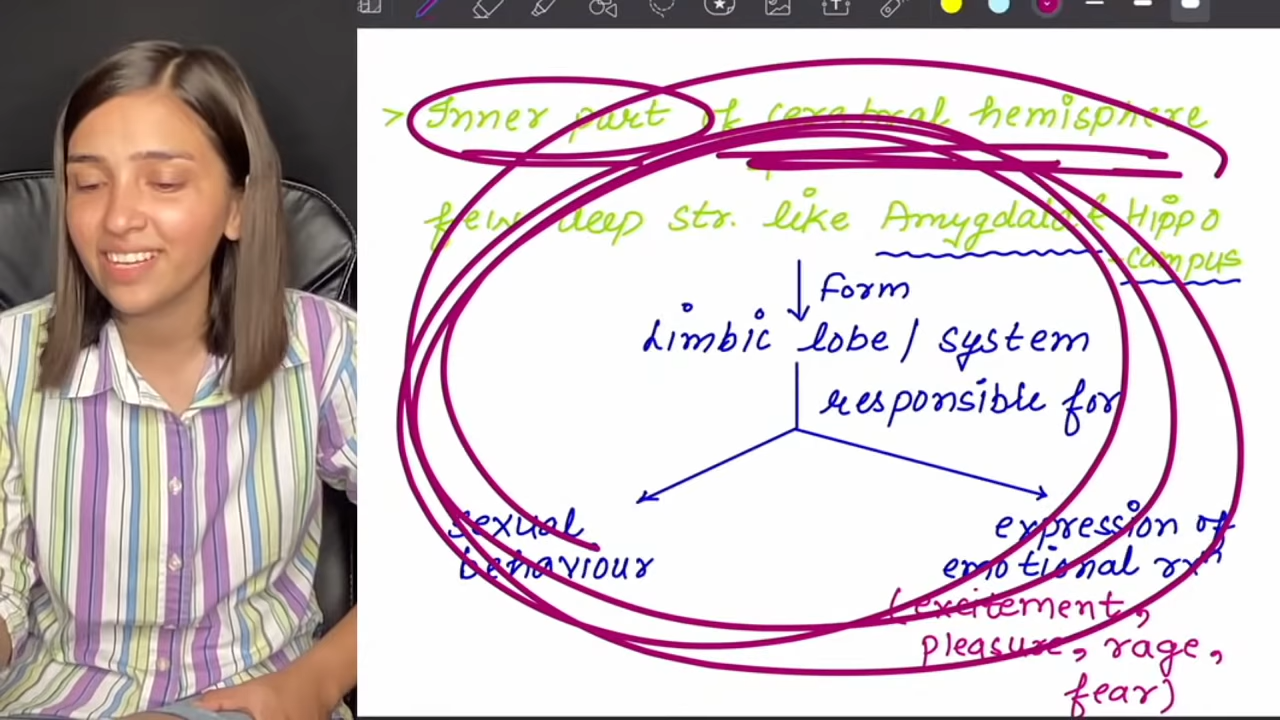 > Inner part of cerebral hemisphere
few deep str. like Amygdala & Hippo
-campus
↓ Form
Limbic lobe / system
responsible for
sexual
behaviour
expression of
emotional rxⁿ
(excitement,
pleasure, rage,
fear)